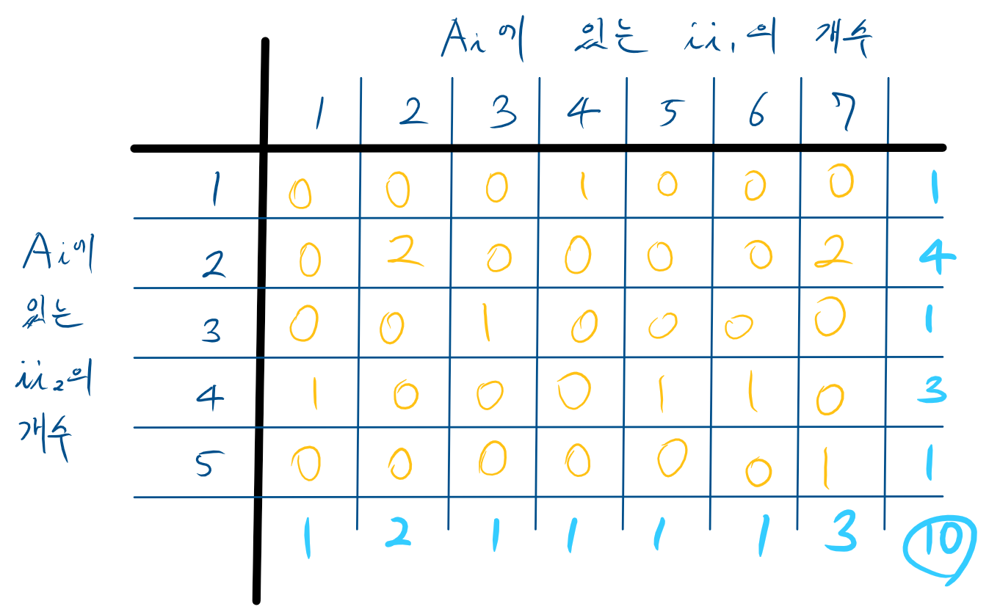 Ai에 있는 ii₁의 개수
1 2 3 4 5 6 7
1 0 0 0 1 0 0 0 1
Ai에
2 0 2 0 0 0 0 2 4
있는
3 0 0 1 0 0 0 0 1
ii₂의
4 1 0 0 0 1 1 0 3
개수
5 0 0 0 0 0 0 1 1
1 2 1 1 1 1 3 10